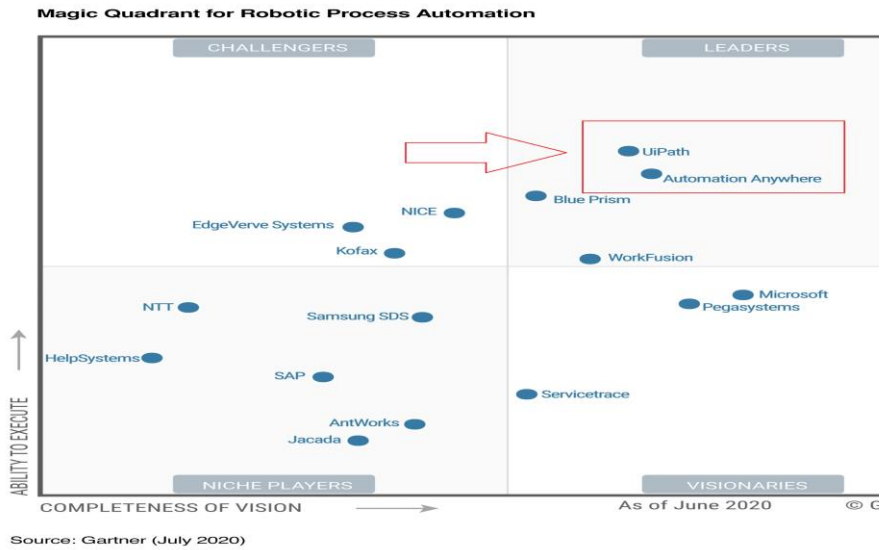 Magic Quadrant for Robotic Process Automation
CHALLENGERS
LEADERS
UiPath
Automation Anywhere
Blue Prism
NICE
EdgeVerve Systems
Kofax
WorkFusion
NTT
Samsung SDS
Microsoft
Pegasystems
HelpSystems
SAP
Servicetrace
AntWorks
Jacada
ABILITY TO EXECUTE
NICHE PLAYERS
VISIONARIES
COMPLETENESS OF VISION
As of June 2020
© G
Source: Gartner (July 2020)